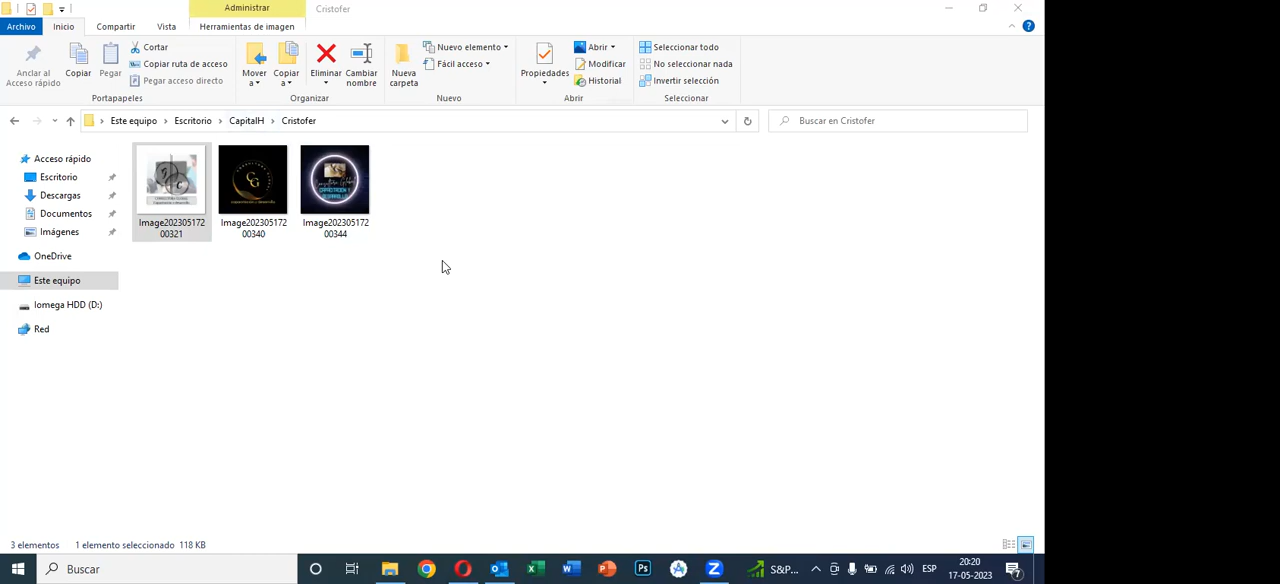 Administrar
Cristofer
Archivo
Inicio
Compartir
Vista
Herramientas de imagen
Anclar al
Acceso rápido
Copiar
Pegar
Cortar
Copiar ruta de acceso
Pegar acceso directo
Portapapeles
Mover
a
Copiar
a
Eliminar
Cambiar
nombre
Organizar
Nueva
carpeta
Nuevo elemento
Fácil acceso
Nuevo
Propiedades
Abrir
Modificar
Historial
Abrir
Seleccionar todo
No seleccionar nada
Invertir selección
Seleccionar
Este equipo > Escritorio > CapitalH > Cristofer
Buscar en Cristofer
Acceso rápido
Escritorio
Descargas
Documentos
Imágenes
OneDrive
Este equipo
Iomega HDD (D:)
Red
Image202305172
00321
Image202305172
00340
Image202305172
00344
CG
CAPACITACION Y
DESARROLLO
3 elementos
1 elemento seleccionado 118 KB
Buscar
S&P...
ESP
20:20
17-05-2023
7